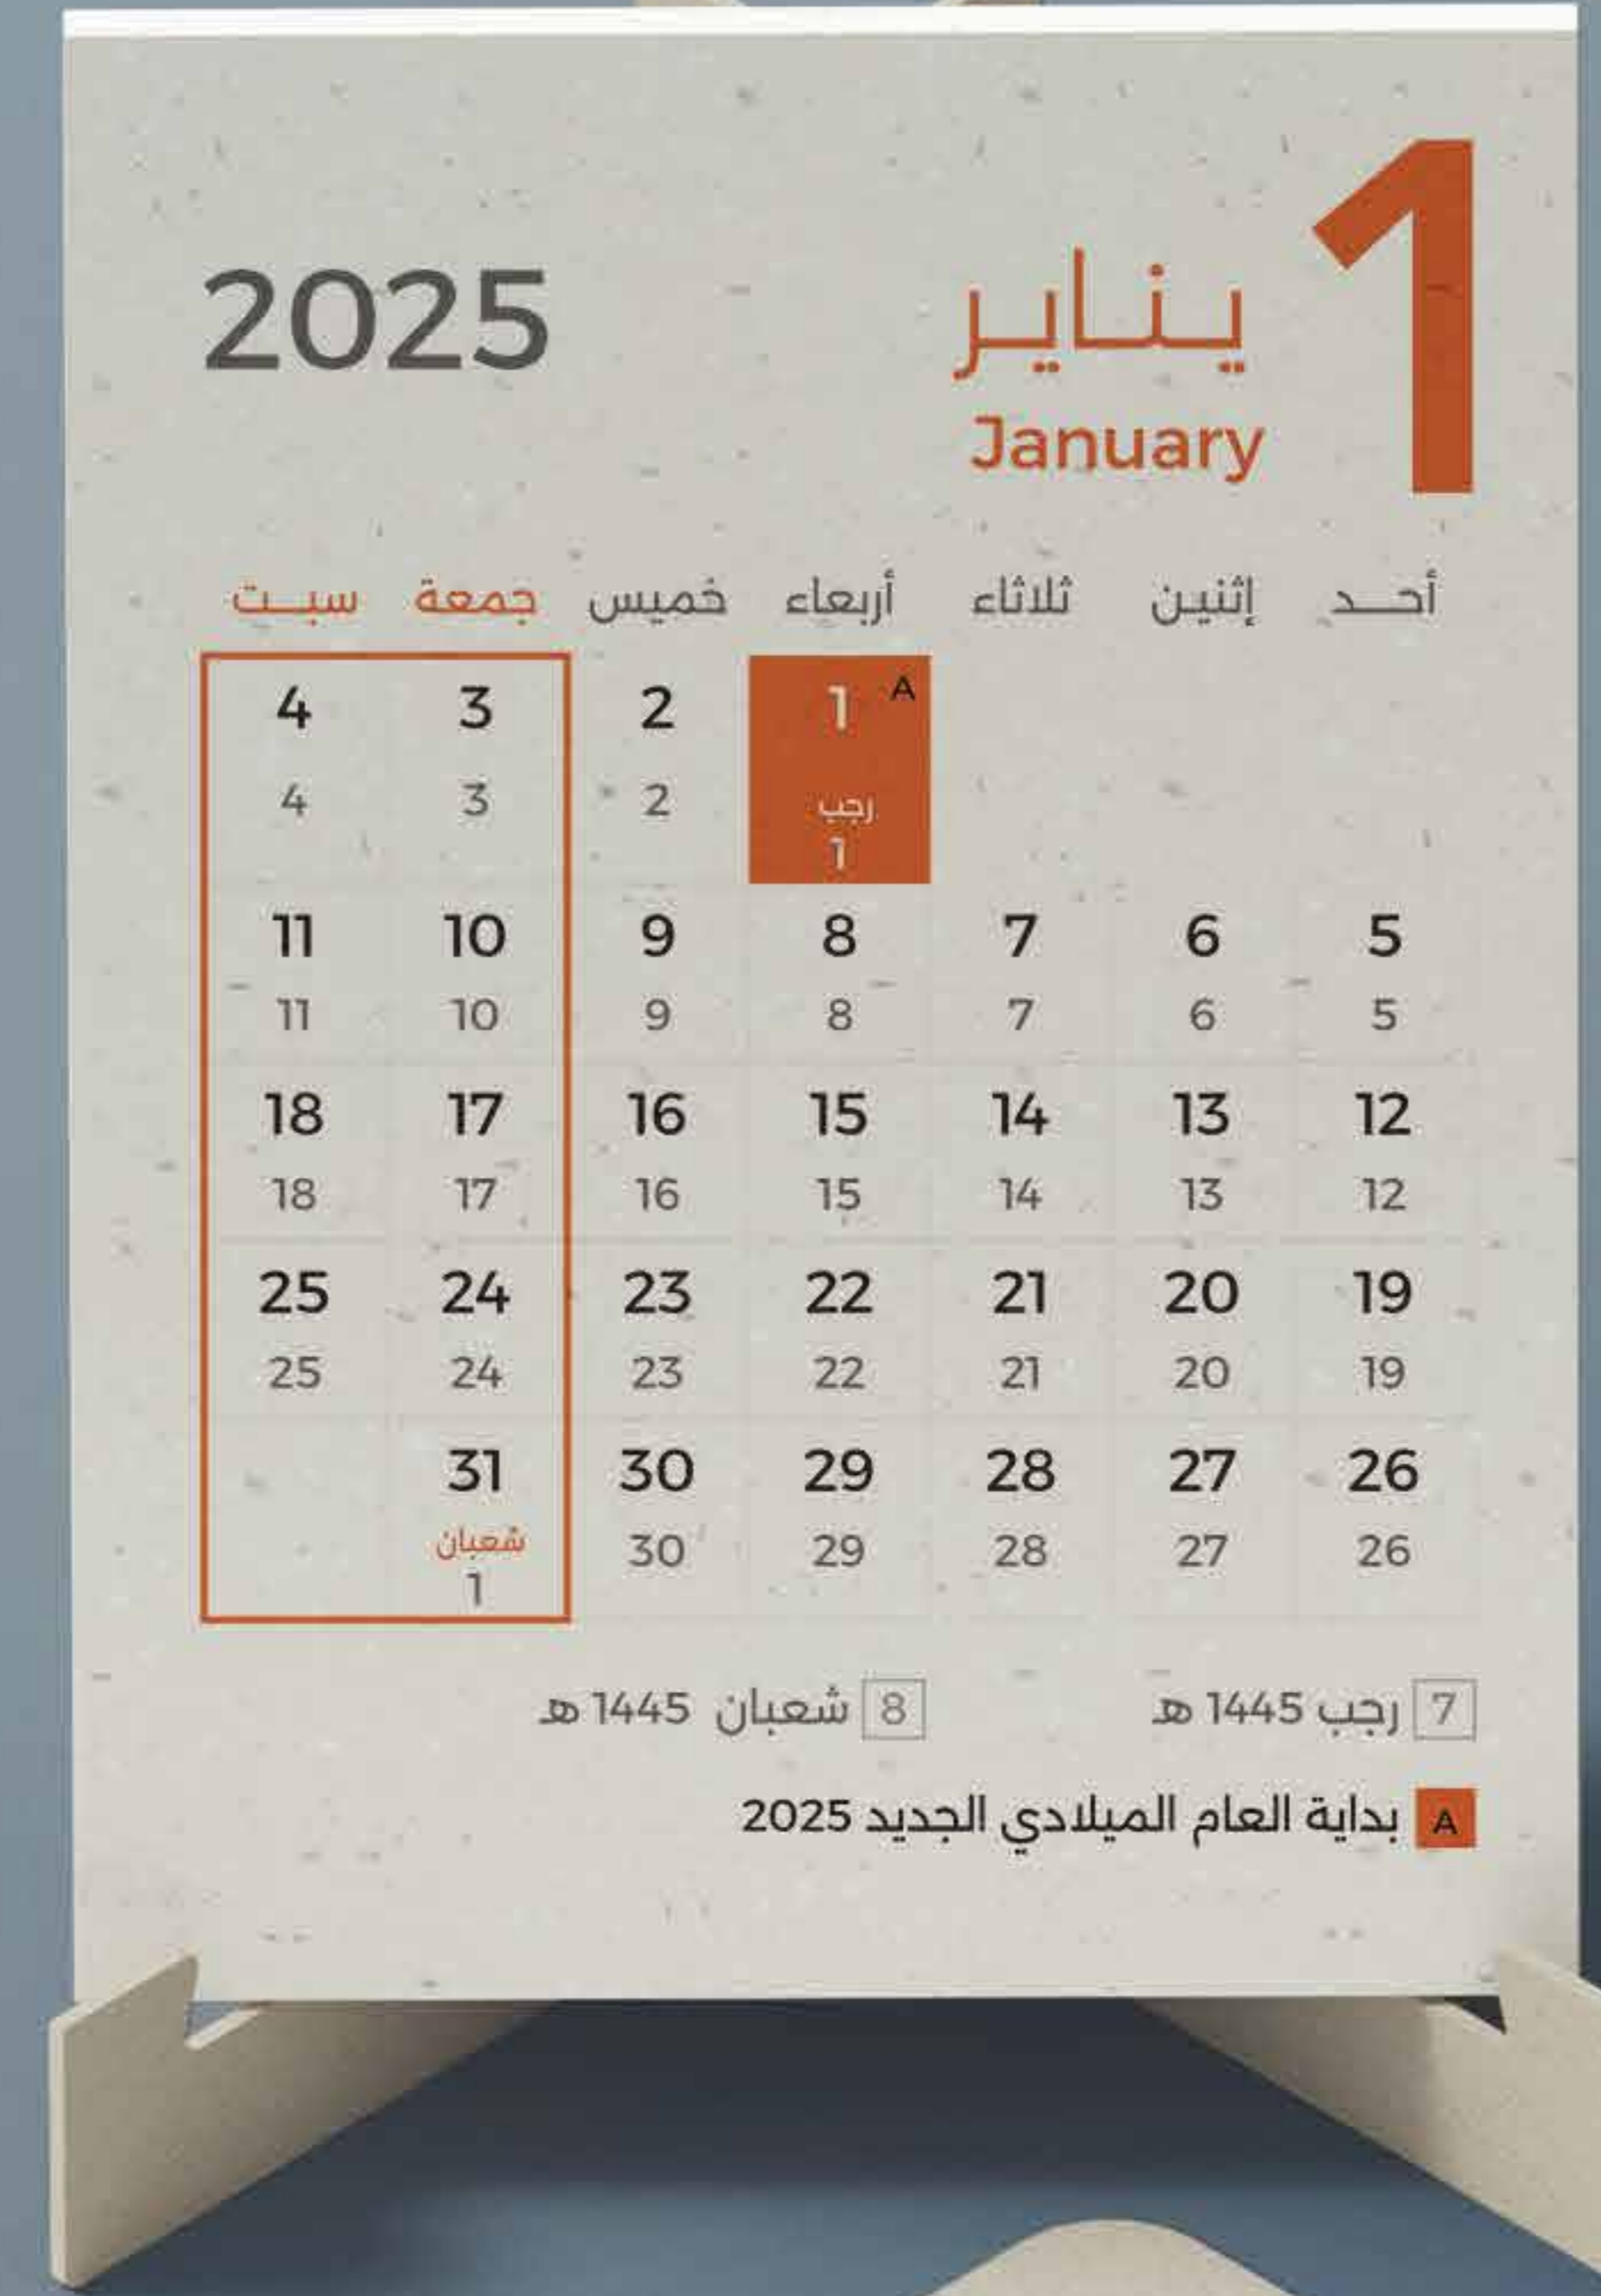 1
يناير 2025
January
أحد إثنين ثلاثاء أربعاء خميس جمعة سبت
1 A 2 3 4
رجب
1 2 3 4
5 6 7 8 9 10 11
5 6 7 8 9 10 11
12 13 14 15 16 17 18
12 13 14 15 16 17 18
19 20 21 22 23 24 25
19 20 21 22 23 24 25
26 27 28 29 30 31
26 27 28 29 30 شعبان
1
7 رجب 1445 هـ 8 شعبان 1445 هـ
A بداية العام الميلادي الجديد 2025